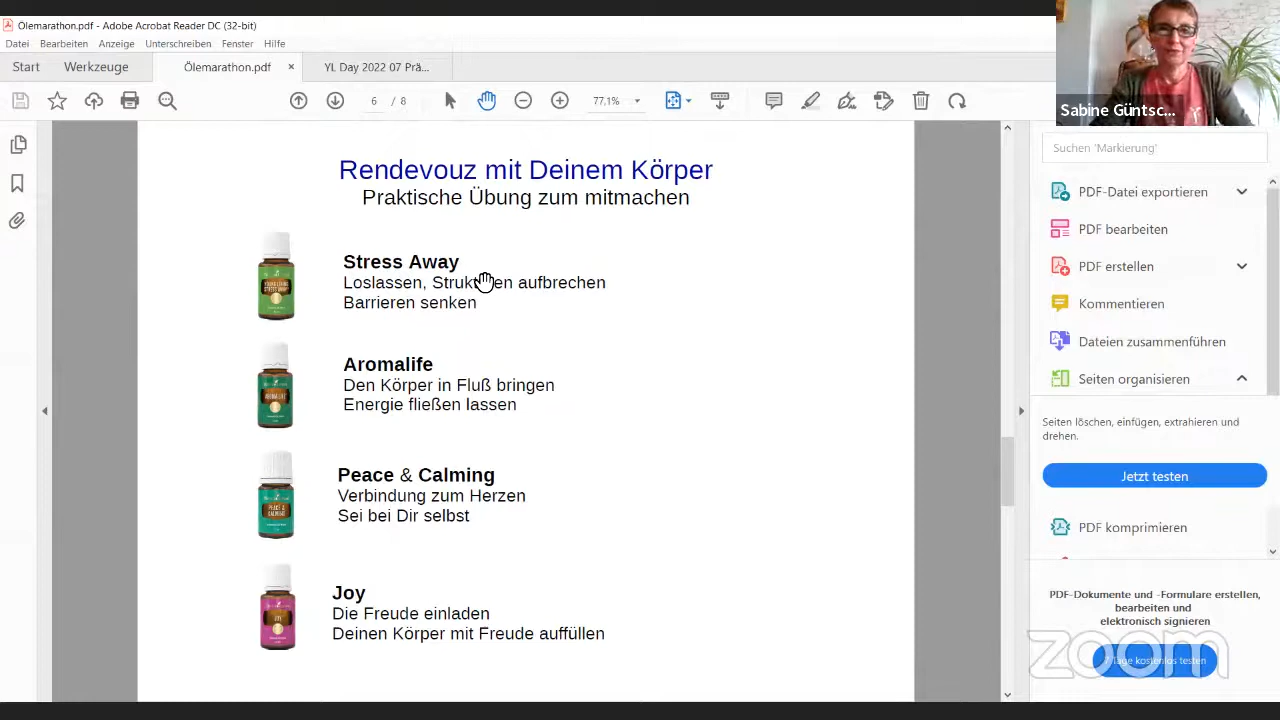 Ölemarathon.pdf - Adobe Acrobat Reader DC (32-bit)
Datei Bearbeiten Anzeige Unterschreiben Fenster Hilfe
Start Werkzeuge Ölemarathon.pdf × YL Day 2022 07 Prä...
6 / 8 77,1%
Sabine Güntsc...
Suchen 'Markierung'
Rendevouz mit Deinem Körper
Praktische Übung zum mitmachen
Stress Away
Loslassen, aufbrechen
Barrieren senken
Aromalife
Den Körper in Fluß bringen
Energie fließen lassen
Peace & Calming
Verbindung zum Herzen
Sei bei Dir selbst
Joy
Die Freude einladen
Deinen Körper mit Freude auffüllen
PDF-Datei exportieren
PDF bearbeiten
PDF erstellen
Kommentieren
Dateien zusammenführen
Seiten organisieren
Seiten löschen, einfügen, extrahieren und
drehen.
Jetzt testen
PDF komprimieren
PDF-Dokumente und -Formulare erstellen,
bearbeiten und
elektronisch signieren
7 Tage kostenlos testen
zoom